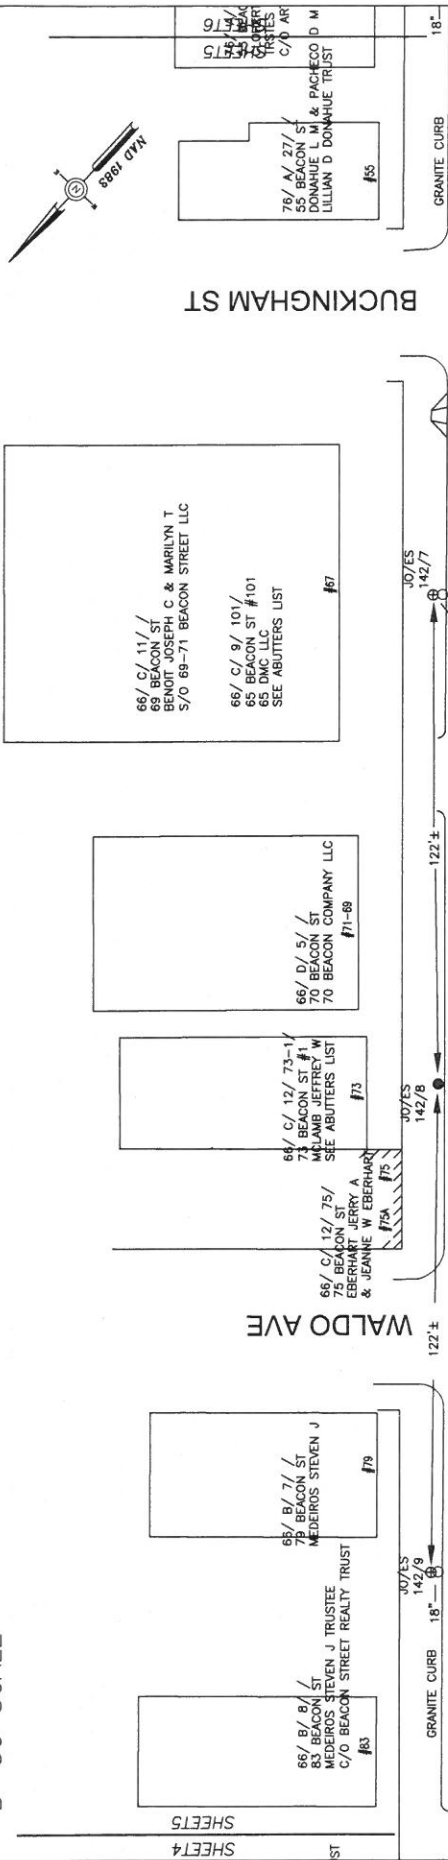 SHEET4
SHEET5
66/ B/ 8/ /
83 BEACON ST
MEDEIROS STEVEN J TRUSTEE
C/O BEACON STREET REALTY TRUST
#83
66/ B/ 7/ /
79 BEACON ST
MEDEIROS STEVEN J
#79
GRANITE CURB
18"
JO/ES
142/9
WALDO AVE
122'±
66/ C/ 12/ 75/
75 BEACON ST
EBERHART JERRY A
& JEANNE W EBERHART
#75A
#75
66/ C/ 12/ 73-1/
73 BEACON ST #1
MCLAMB JEFFREY W
SEE ABUTTERS LIST
#73
JO/ES
142/8
66/ D/ 5/ /
70 BEACON ST
70 BEACON COMPANY LLC
#71-69
122'±
66/ C/ 11/ /
69 BEACON ST
BENOIT JOSEPH C & MARILYN T
S/O 69-71 BEACON STREET LLC
66/ C/ 9/ 101/
65 BEACON ST #101
65 DMC LLC
SEE ABUTTERS LIST
#67
JO/ES
142/7
BUCKINGHAM ST
NAD 1983
N
76/ A/ 27/ /
55 BEACON ST
DONAHUE L M & PACHECO D M
LILLIAN D DONAHUE TRUST
#55
GRANITE CURB
18"
SHEET5
SHEET6
76/ A/
TRSTES
C/O AR
ST